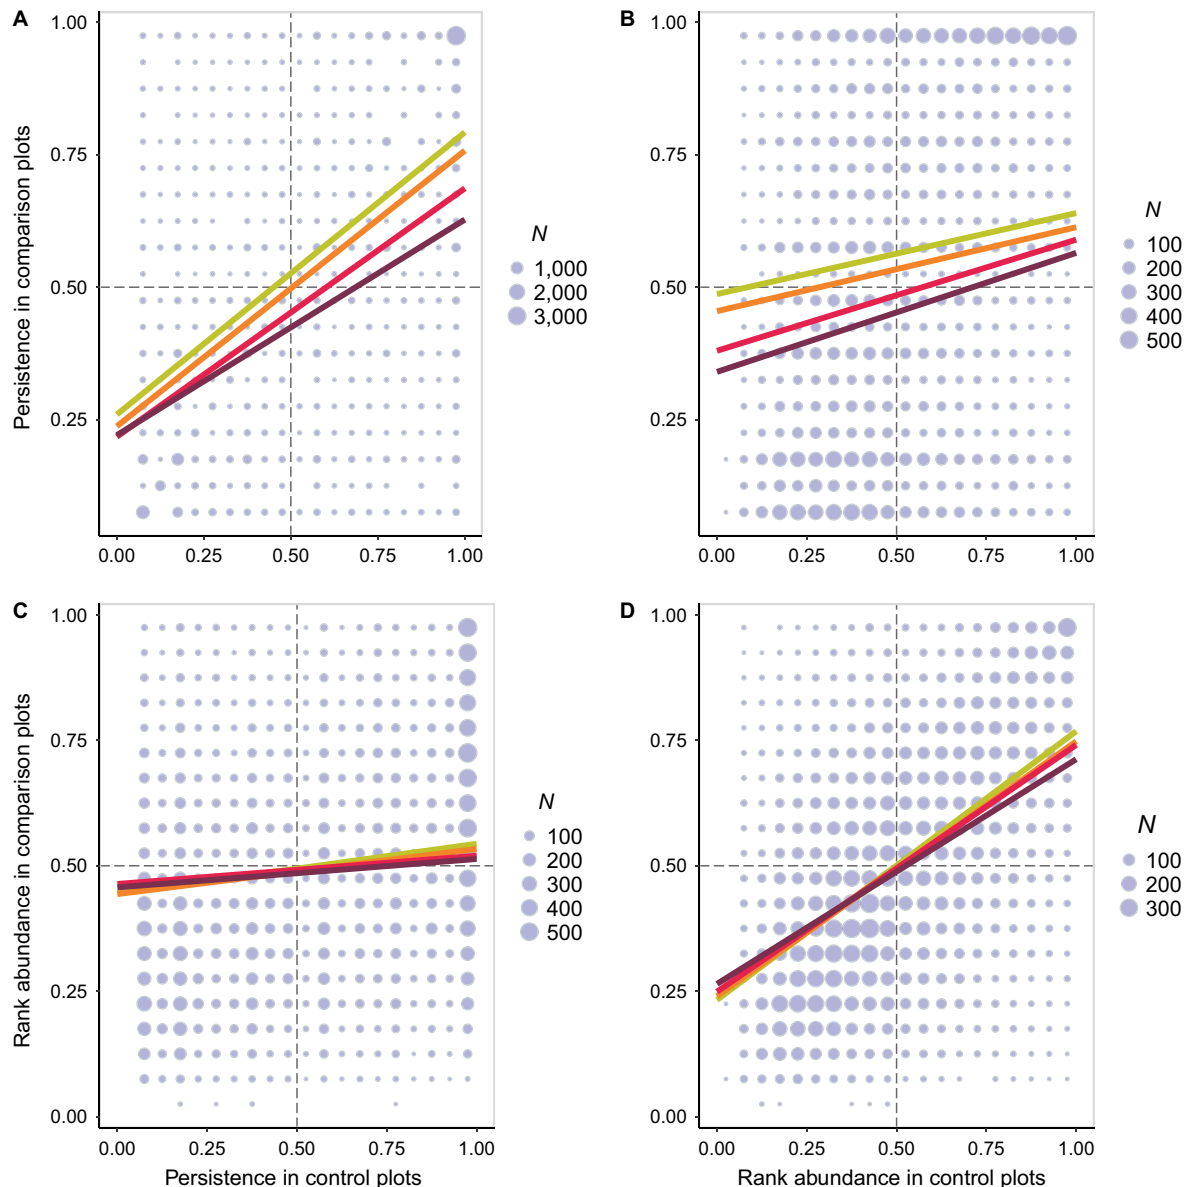 A
1.00
0.75
0.50
0.25
Persistence in comparison plots
0.00 0.25 0.50 0.75 1.00
N
1,000
2,000
3,000
B
1.00
0.75
0.50
0.25
0.00 0.25 0.50 0.75 1.00
N
100
200
300
400
500
C
1.00
0.75
0.50
0.25
0.00
Rank abundance in comparison plots
0.00 0.25 0.50 0.75 1.00
Persistence in control plots
N
100
200
300
400
500
D
1.00
0.75
0.50
0.25
0.00
0.00 0.25 0.50 0.75 1.00
Rank abundance in control plots
N
100
200
300